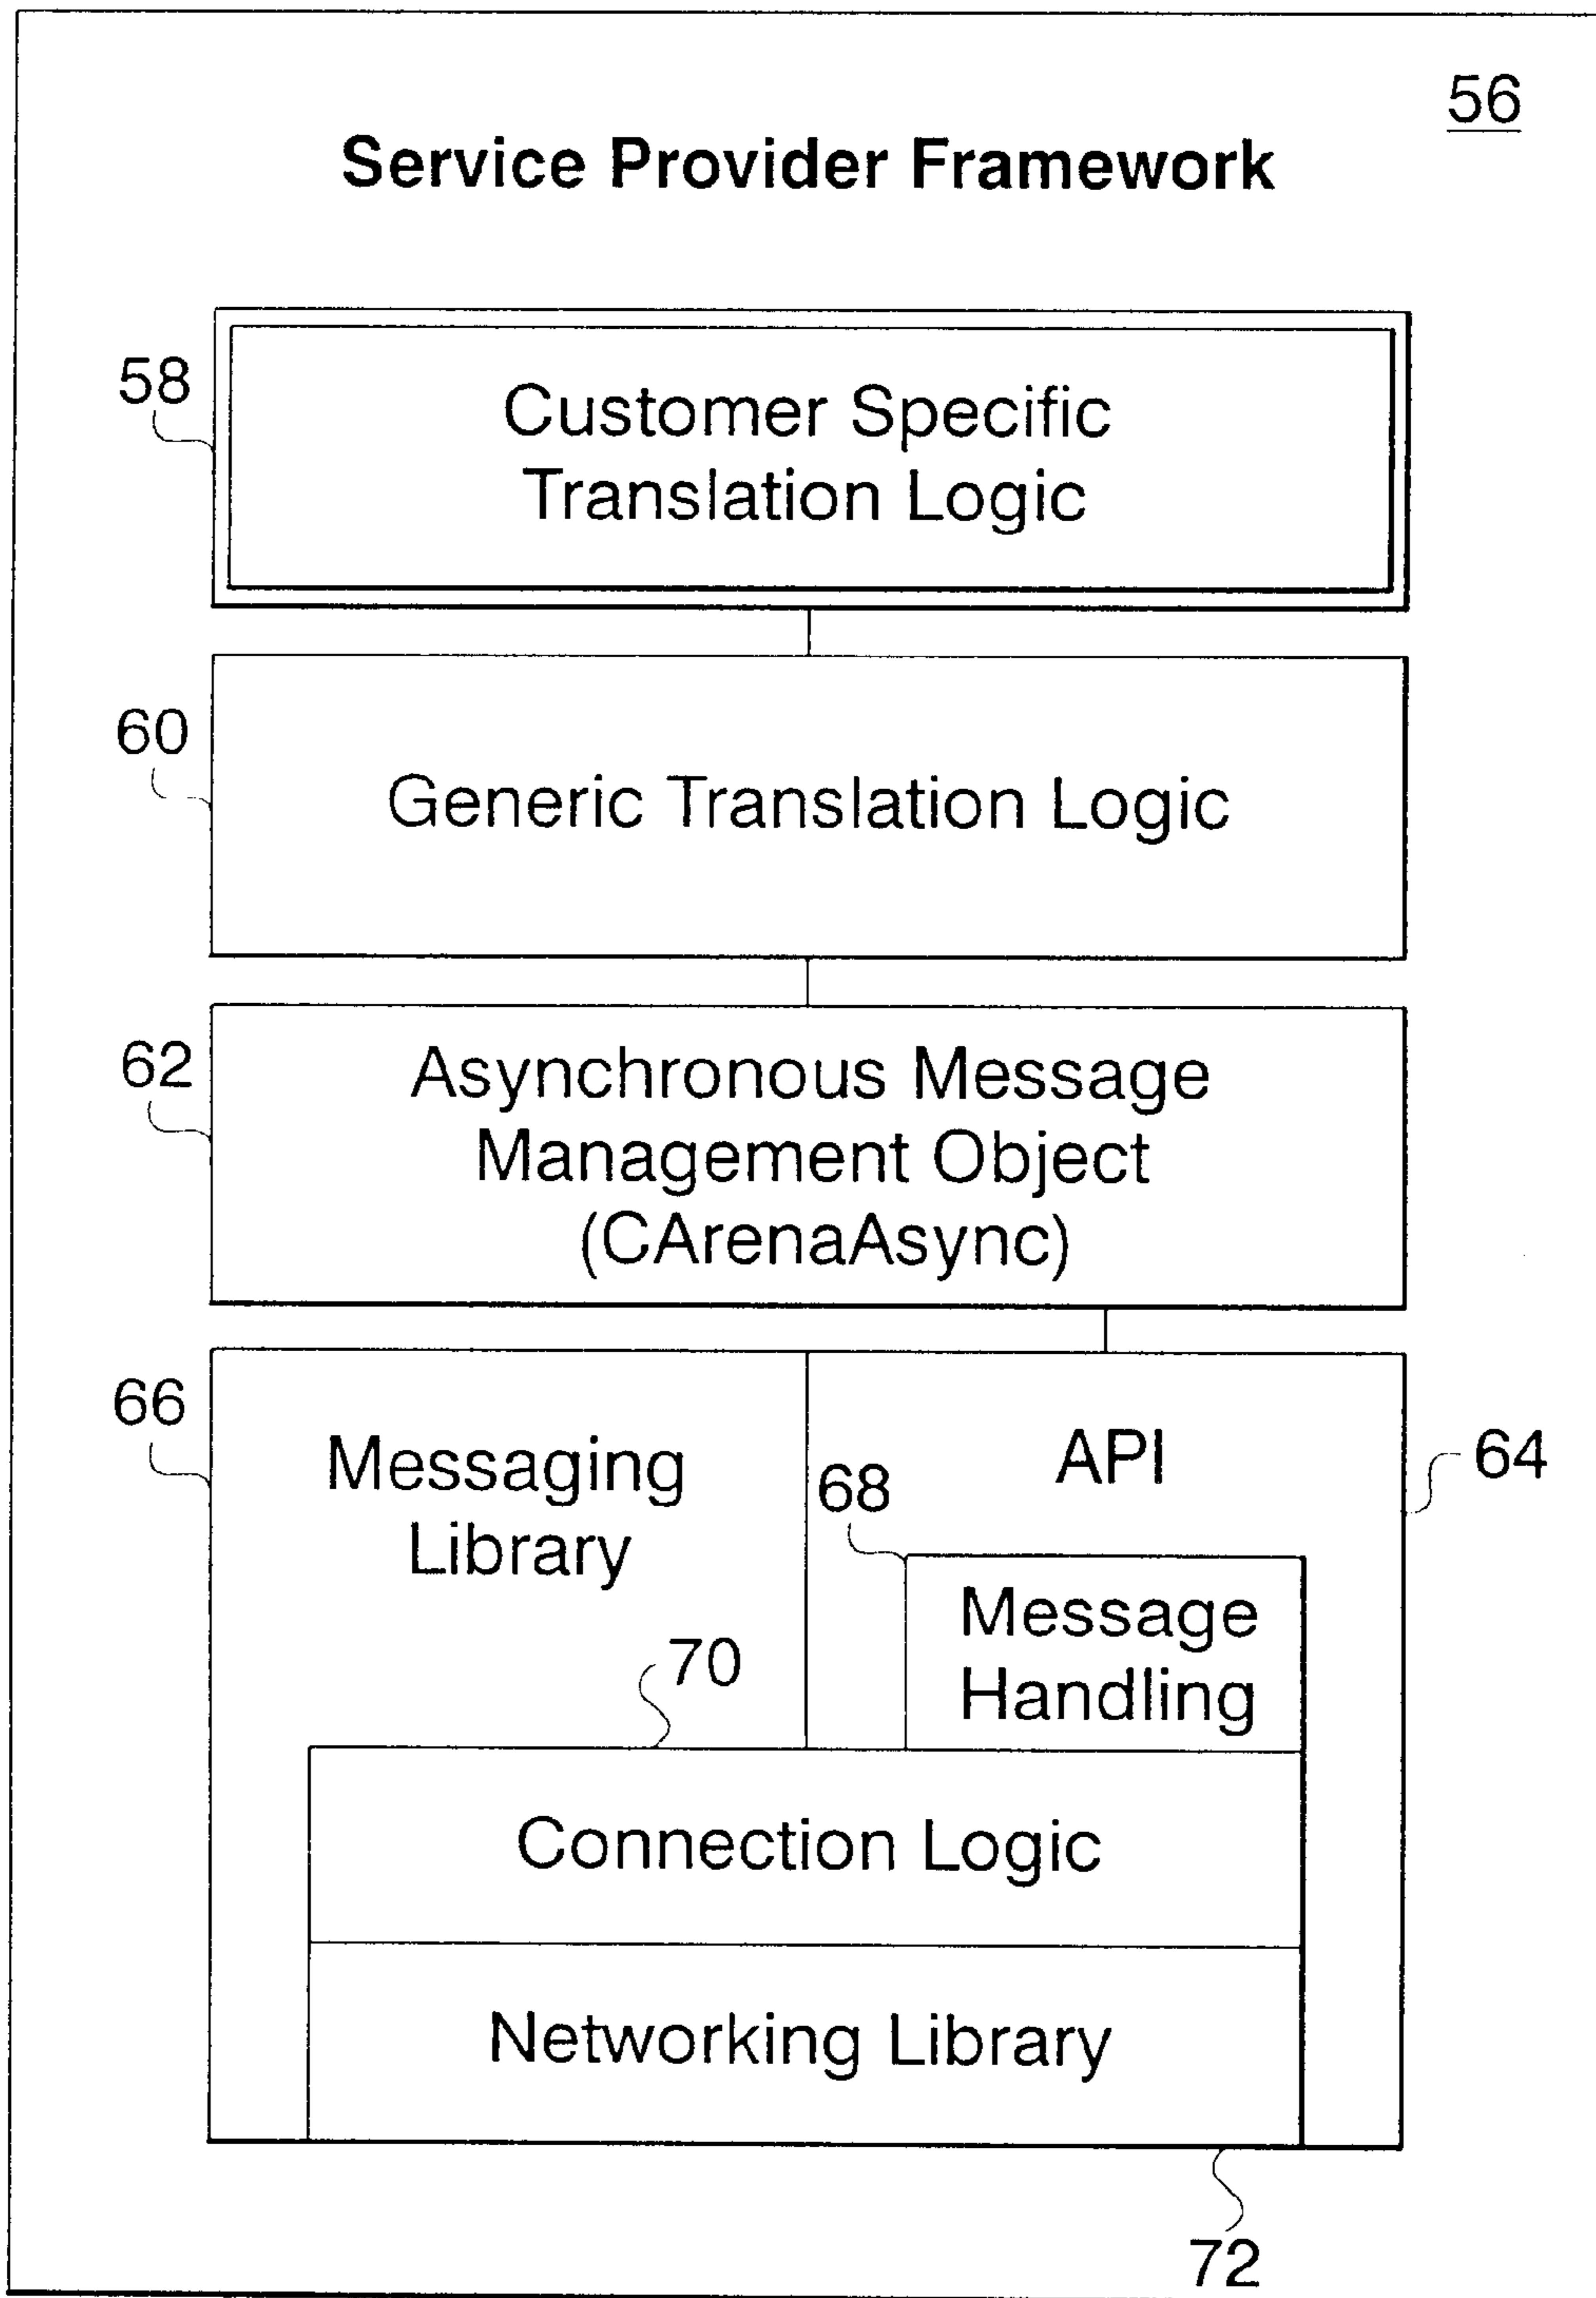 56
Service Provider Framework
58
Customer Specific
Translation Logic
60
Generic Translation Logic
62
Asynchronous Message
Management Object
(CArenaAsync)
66
Messaging
Library
API
64
68
Message
Handling
70
Connection Logic
Networking Library
72